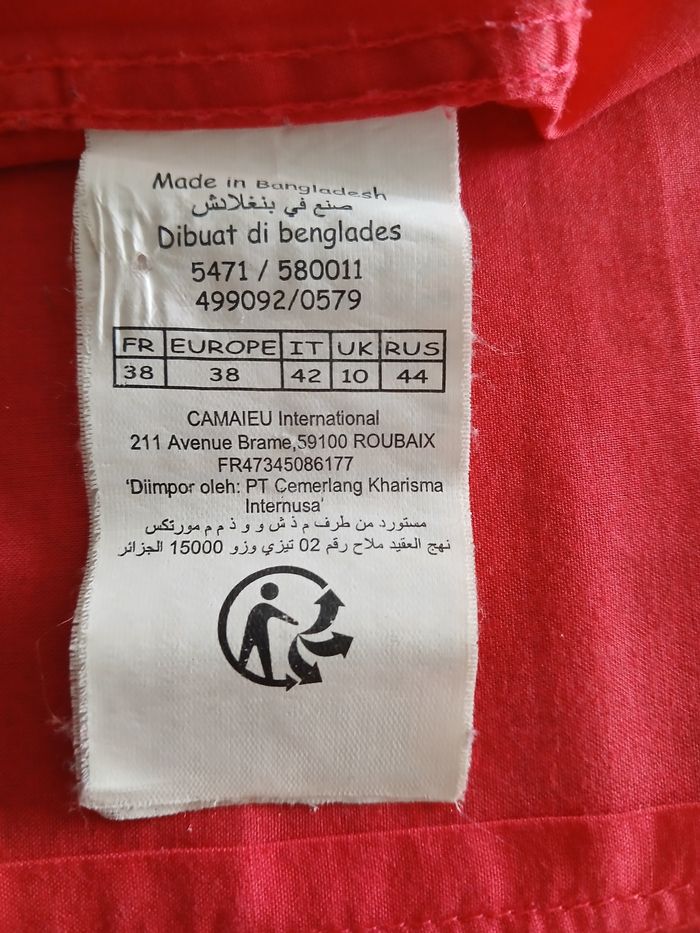 Made in Bangladesh
صنع في بنغلاتش
Dibuat di benglades
5471 / 580011
499092/0579
FR EUROPE IT UK RUS
38 38 42 10 44
CAMAIEU International
211 Avenue Brame,59100 ROUBAIX
FR47345086177
'Diimpor oleh: PT Cemerlang Kharisma
Internusa'
مستورد من طرف م ذ ش و و ذ م م مورتكس
نهج العقيد ملاح رقم 02 تيزي وزو 15000 الجزائر